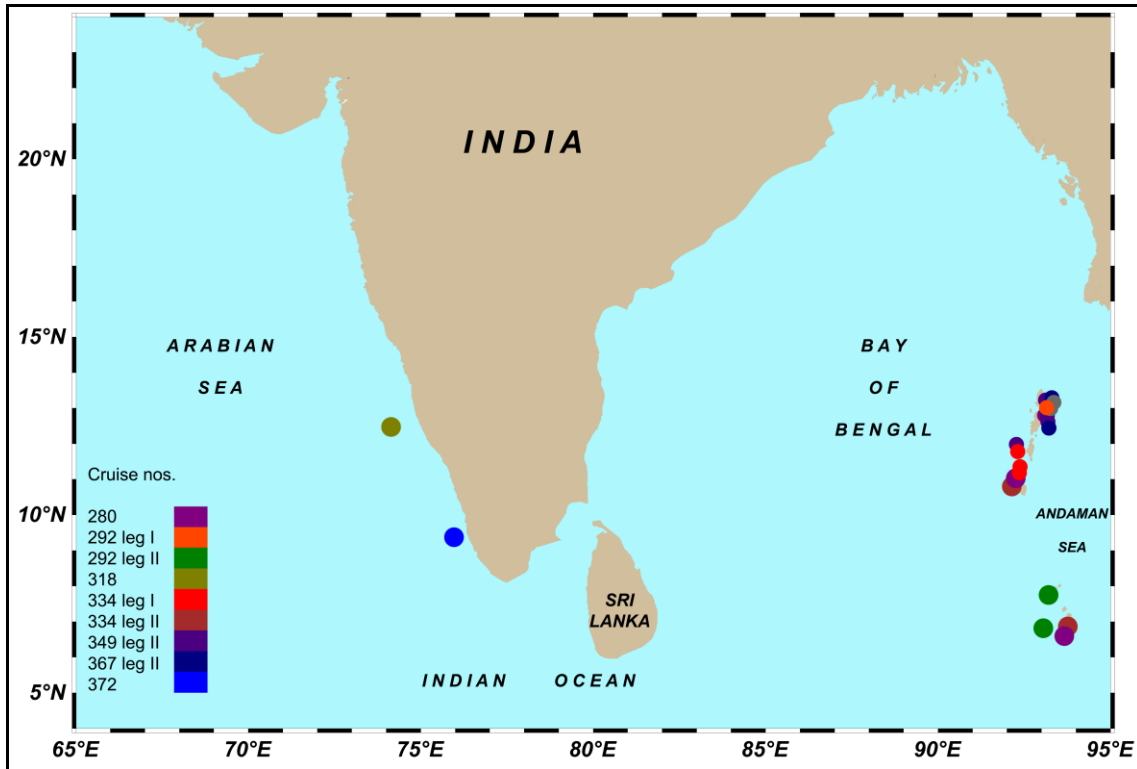 INDIA
20°N
15°N
ARABIAN
SEA
BAY
OF
BENGAL
Cruise nos.
280
292 leg I
292 leg II
318
334 leg I
334 leg II
349 leg II
367 leg II
372
10°N
ANDAMAN
SEA
SRI
LANKA
INDIAN OCEAN
5°N
65°E 70°E 75°E 80°E 85°E 90°E 95°E